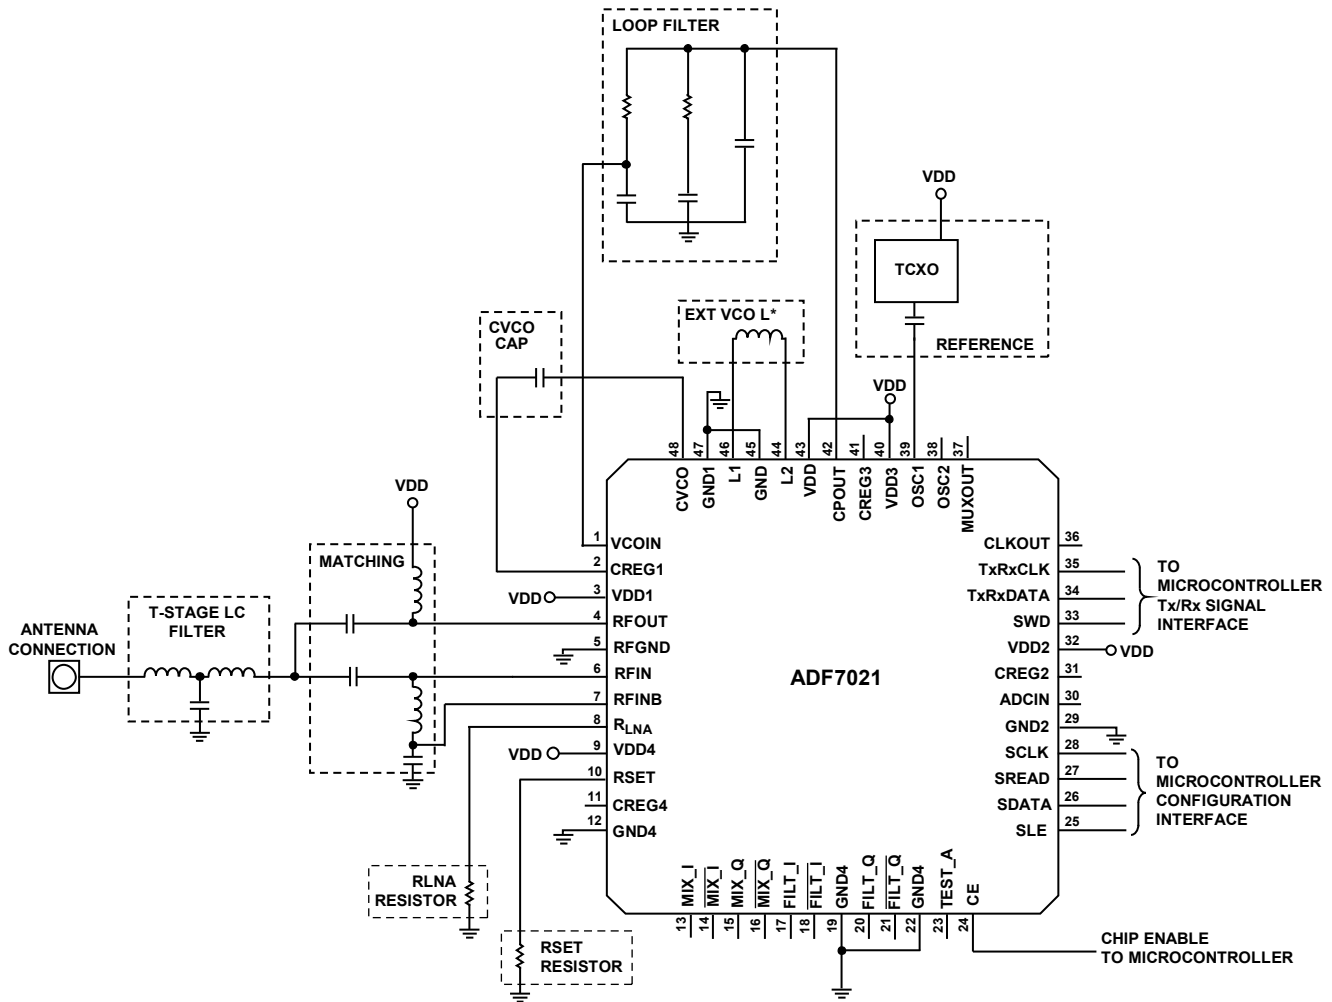 LOOP FILTER
VDD
TCXO
REFERENCE
EXT VCO L*
CVCO
CAP
VDD
48
47
46
45
44
43
42
41
40
39
38
37
CVCO
GND1
L1
GND
L2
VDD
CPOUT
CREG3
VDD3
OSC1
OSC2
MUXOUT
VDD
MATCHING
T-STAGE LC
FILTER
ANTENNA
CONNECTION
1 VCOIN
2 CREG1
VDD 3 VDD1
4 RFOUT
5 RFGND
6 RFIN
7 RFINB
8 RLNA
VDD 9 VDD4
10 RSET
11 CREG4
12 GND4
ADF7021
CLKOUT 36
TxRxCLK 35
TxRxDATA 34
SWD 33
VDD2 32 VDD
CREG2 31
ADCIN 30
GND2 29
SCLK 28
SREAD 27
SDATA 26
SLE 25
TO
MICROCONTROLLER
Tx/Rx SIGNAL
INTERFACE
TO
MICROCONTROLLER
CONFIGURATION
INTERFACE
MIX_I
MIX_I
MIX_Q
MIX_Q
FILT_I
FILT_I
GND4
FILT_Q
FILT_Q
GND4
TEST_A
CE
13
14
15
16
17
18
19
20
21
22
23
24
RLNA
RESISTOR
RSET
RESISTOR
CHIP ENABLE
TO MICROCONTROLLER